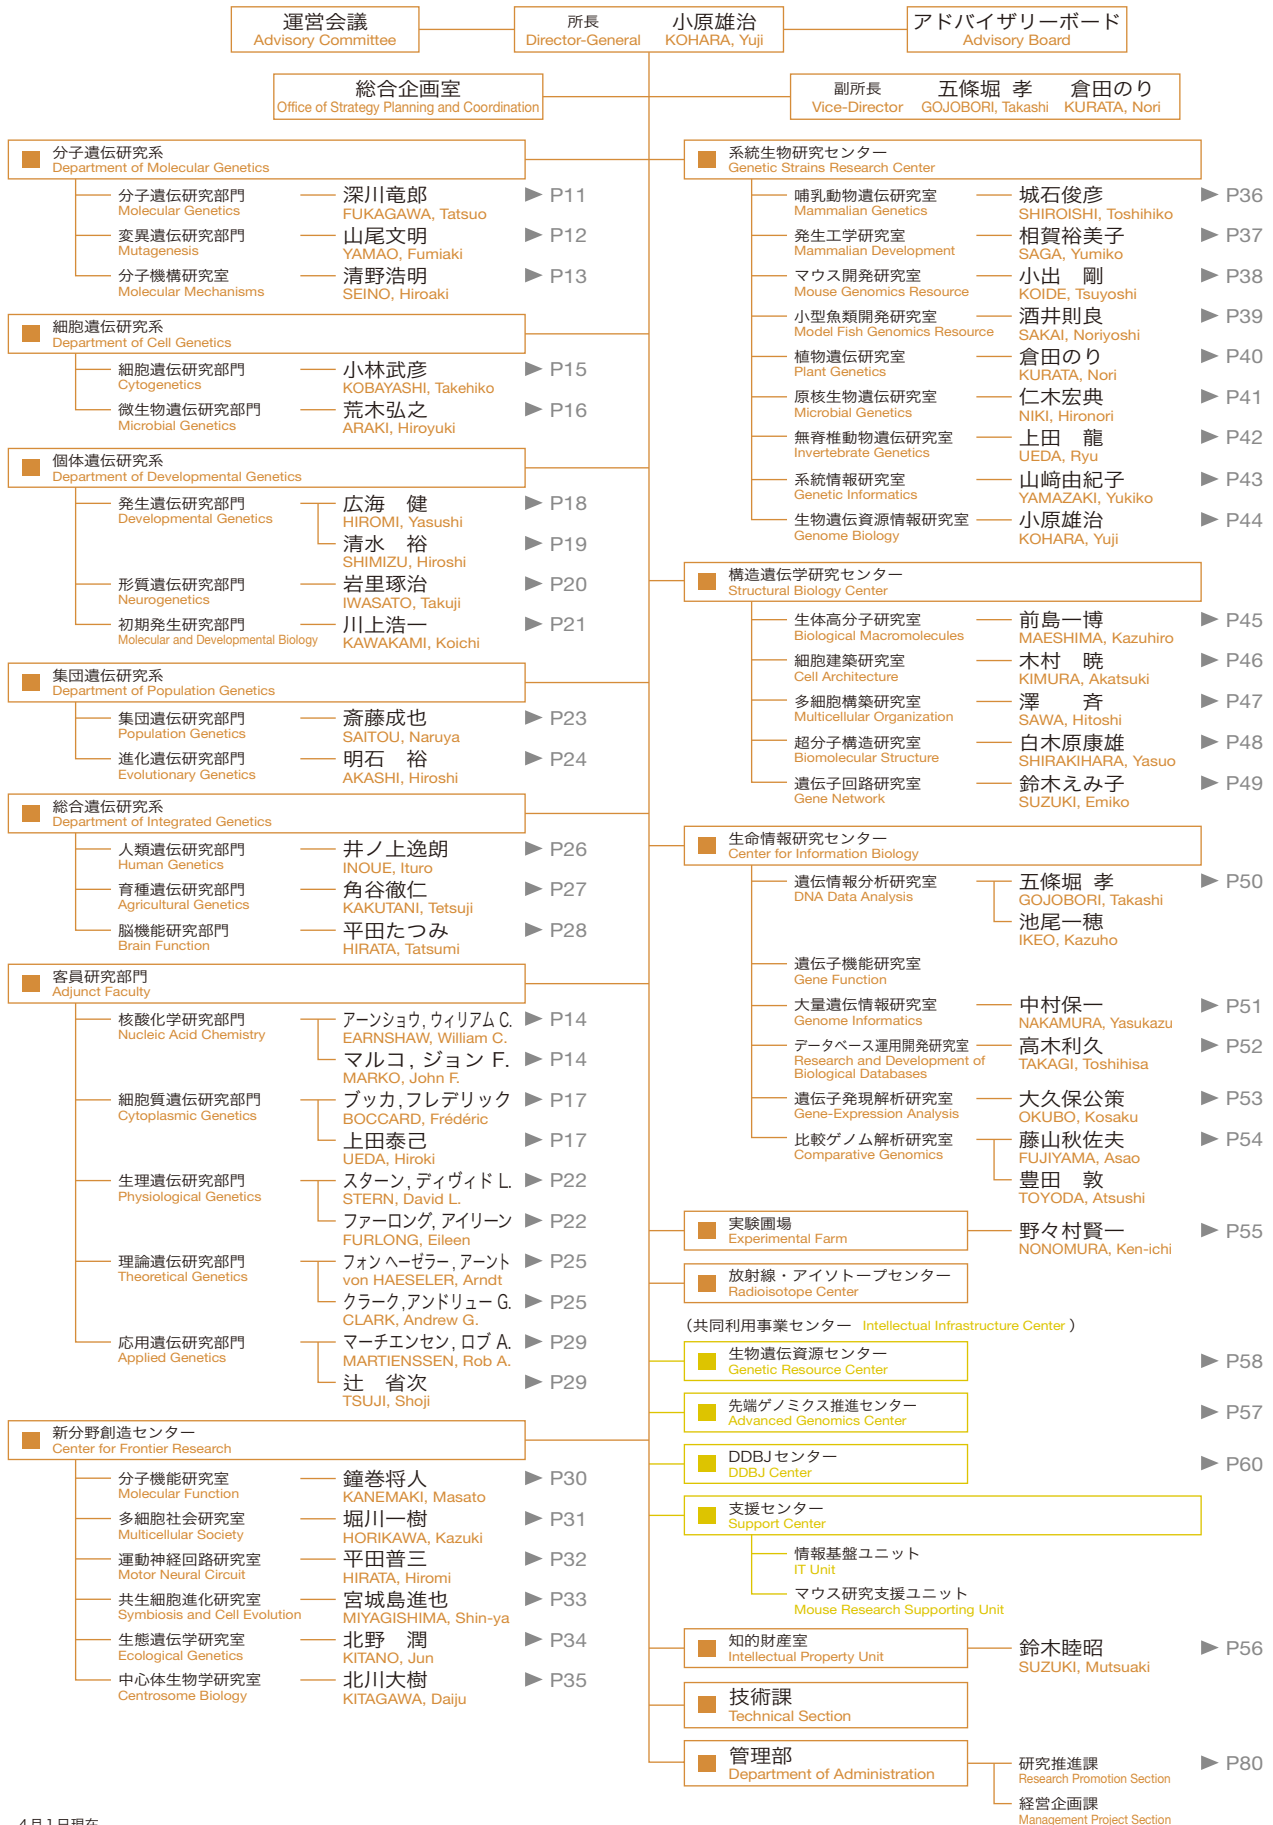 運営会議
Advisory Committee
所長 小原雄治
Director-General KOHARA, Yuji
アドバイザリーボード
Advisory Board
総合企画室
Office of Strategy Planning and Coordination
副所長 五條堀 孝 倉田のり
Vice-Director GOJOBORI, Takashi KURATA, Nori
分子遺伝研究系
Department of Molecular Genetics
分子遺伝研究部門 深川竜郎 ▶ P11
Molecular Genetics FUKAGAWA, Tatsuo
変異遺伝研究部門 山尾文明 ▶ P12
Mutagenesis YAMAO, Fumiaki
分子機構研究室 清野浩明 ▶ P13
Molecular Mechanisms SEINO, Hiroaki
細胞遺伝研究系
Department of Cell Genetics
細胞遺伝研究部門 小林武彦 ▶ P15
Cytogenetics KOBAYASHI, Takehiko
微生物遺伝研究部門 荒木弘之 ▶ P16
Microbial Genetics ARAKI, Hiroyuki
個体遺伝研究系
Department of Developmental Genetics
発生遺伝研究部門 広海 健 ▶ P18
Developmental Genetics HIROMI, Yasushi
清水 裕 ▶ P19
SHIMIZU, Hiroshi
形質遺伝研究部門 岩里琢治 ▶ P20
Neurogenetics IWASATO, Takuji
初期発生研究部門 川上浩一 ▶ P21
Molecular and Developmental Biology KAWAKAMI, Koichi
集団遺伝研究系
Department of Population Genetics
集団遺伝研究部門 斎藤成也 ▶ P23
Population Genetics SAITOU, Naruya
進化遺伝研究部門 明石 裕 ▶ P24
Evolutionary Genetics AKASHI, Hiroshi
総合遺伝研究系
Department of Integrated Genetics
人類遺伝研究部門 井ノ上逸朗 ▶ P26
Human Genetics INOUE, Ituro
育種遺伝研究部門 角谷徹仁 ▶ P27
Agricultural Genetics KAKUTANI, Tetsuji
脳機能研究部門 平田たつみ ▶ P28
Brain Function HIRATA, Tatsumi
客員研究部門
Adjunct Faculty
核酸化学研究部門 アーンショウ, ウィリアム C. ▶ P14
Nucleic Acid Chemistry EARNSHAW, William C.
マルコ, ジョン F. ▶ P14
MARKO, John F.
細胞質遺伝研究部門 ブッカ, フレデリック ▶ P17
Cytoplasmic Genetics BOCCARD, Frédéric
上田泰己 ▶ P17
UEDA, Hiroki
生理遺伝研究部門 スターン, ディヴィド L. ▶ P22
Physiological Genetics STERN, David L.
ファーロング, アイリーン ▶ P22
FURLONG, Eileen
理論遺伝研究部門 フォン ヘーゼラー, アーント ▶ P25
Theoretical Genetics von HAESELER, Arndt
クラーク, アンドリュー G. ▶ P25
CLARK, Andrew G.
応用遺伝研究部門 マーチエンセン, ロブ A. ▶ P29
Applied Genetics MARTIENSSEN, Rob A.
辻 省次 ▶ P29
TSUJI, Shoji
新分野創造センター
Center for Frontier Research
分子機能研究室 鐘巻将人 ▶ P30
Molecular Function KANEMAKI, Masato
多細胞社会研究室 堀川一樹 ▶ P31
Multicellular Society HORIKAWA, Kazuki
運動神経回路研究室 平田普三 ▶ P32
Motor Neural Circuit HIRATA, Hiromi
共生細胞進化研究室 宮城島進也 ▶ P33
Symbiosis and Cell Evolution MIYAGISHIMA, Shin-ya
生態遺伝学研究室 北野 潤 ▶ P34
Ecological Genetics KITANO, Jun
中心体生物学研究室 北川大樹 ▶ P35
Centrosome Biology KITAGAWA, Daiju
系統生物研究センター
Genetic Strains Research Center
哺乳動物遺伝研究室 城石俊彦 ▶ P36
Mammalian Genetics SHIROISHI, Toshihiko
発生工学研究室 相賀裕美子 ▶ P37
Mammalian Development SAGA, Yumiko
マウス開発研究室 小出 剛 ▶ P38
Mouse Genomics Resource KOIDE, Tsuyoshi
小型魚類開発研究室 酒井則良 ▶ P39
Model Fish Genomics Resource SAKAI, Noriyoshi
植物遺伝研究室 倉田のり ▶ P40
Plant Genetics KURATA, Nori
原核生物遺伝研究室 仁木宏典 ▶ P41
Microbial Genetics NIKI, Hironori
無脊椎動物遺伝研究室 上田 龍 ▶ P42
Invertebrate Genetics UEDA, Ryu
系統情報研究室 山﨑由紀子 ▶ P43
Genetic Informatics YAMAZAKI, Yukiko
生物遺伝資源情報研究室 小原雄治 ▶ P44
Genome Biology KOHARA, Yuji
構造遺伝学研究センター
Structural Biology Center
生体高分子研究室 前島一博 ▶ P45
Biological Macromolecules MAESHIMA, Kazuhiro
細胞建築研究室 木村 暁 ▶ P46
Cell Architecture KIMURA, Akatsuki
多細胞構築研究室 澤 斉 ▶ P47
Multicellular Organization SAWA, Hitoshi
超分子構造研究室 白木原康雄 ▶ P48
Biomolecular Structure SHIRAKIHARA, Yasuo
遺伝子回路研究室 鈴木えみ子 ▶ P49
Gene Network SUZUKI, Emiko
生命情報研究センター
Center for Information Biology
遺伝情報分析研究室 五條堀 孝 ▶ P50
DNA Data Analysis GOJOBORI, Takashi
池尾一穂
IKEO, Kazuho
遺伝子機能研究室
Gene Function
大量遺伝情報研究室 中村保一 ▶ P51
Genome Informatics NAKAMURA, Yasukazu
データベース運用開発研究室 高木利久 ▶ P52
Research and Development of TAKAGI, Toshihisa
Biological Databases
遺伝子発現解析研究室 大久保公策 ▶ P53
Gene-Expression Analysis OKUBO, Kosaku
比較ゲノム解析研究室 藤山秋佐夫 ▶ P54
Comparative Genomics FUJIYAMA, Asao
豊田 敦
TOYODA, Atsushi
実験圃場 野々村賢一 ▶ P55
Experimental Farm NONOMURA, Ken-ichi
放射線・アイソトープセンター
Radioisotope Center
(共同利用事業センター Intellectual Infrastructure Center )
生物遺伝資源センター ▶ P58
Genetic Resource Center
先端ゲノミクス推進センター ▶ P57
Advanced Genomics Center
DDBJセンター ▶ P60
DDBJ Center
支援センター
Support Center
情報基盤ユニット
IT Unit
マウス研究支援ユニット
Mouse Research Supporting Unit
知的財産室 鈴木睦昭 ▶ P56
Intellectual Property Unit SUZUKI, Mutsuaki
技術課
Technical Section
管理部 研究推進課 ▶ P80
Department of Administration Research Promotion Section
経営企画課
Management Project Section
4月1日現在